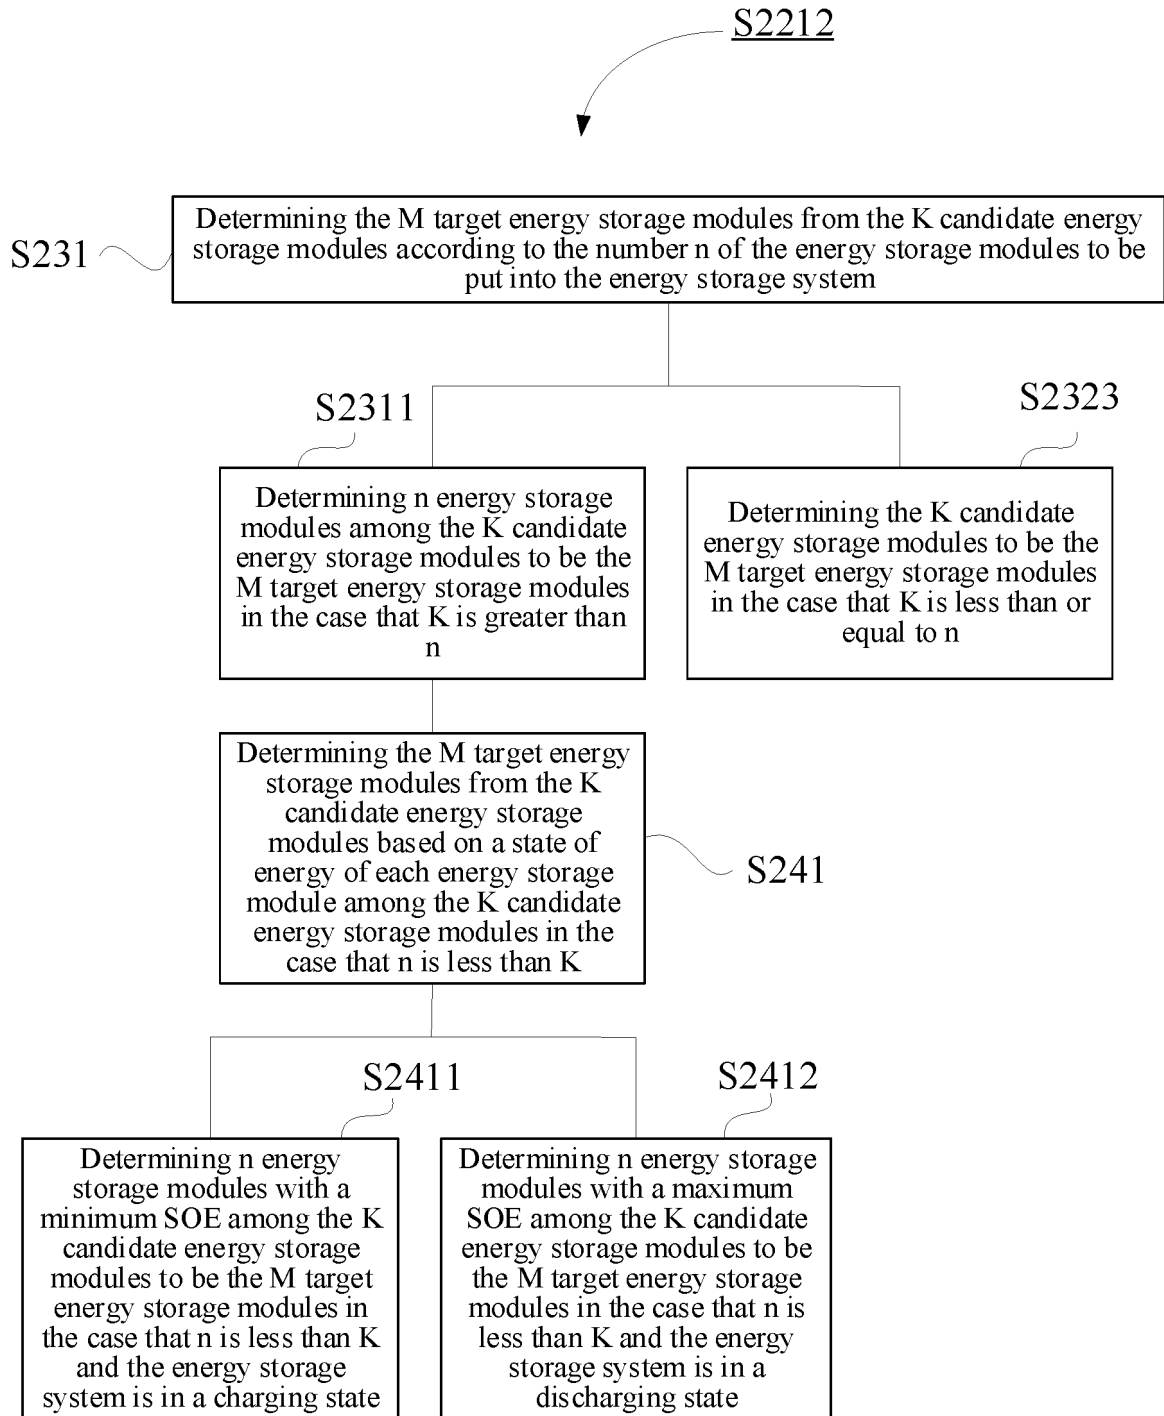 S2212
Determining the M target energy storage modules from the K candidate energy
storage modules according to the number n of the energy storage modules to be
put into the energy storage system
S231
S2311
S2323
Determining n energy storage
modules among the K candidate
energy storage modules to be the
M target energy storage modules
in the case that K is greater than
n
Determining the K candidate
energy storage modules to be the
M target energy storage modules
in the case that K is less than or
equal to n
Determining the M target energy
storage modules from the K
candidate energy storage
modules based on a state of
energy of each energy storage
module among the K candidate
energy storage modules in the
case that n is less than K
S241
S2411
S2412
Determining n energy
storage modules with a
minimum SOE among the K
candidate energy storage
modules to be the M target
energy storage modules in
the case that n is less than K
and the energy storage
system is in a charging state
Determining n energy storage
modules with a maximum
SOE among the K candidate
energy storage modules to be
the M target energy storage
modules in the case that n is
less than K and the energy
storage system is in a
discharging state